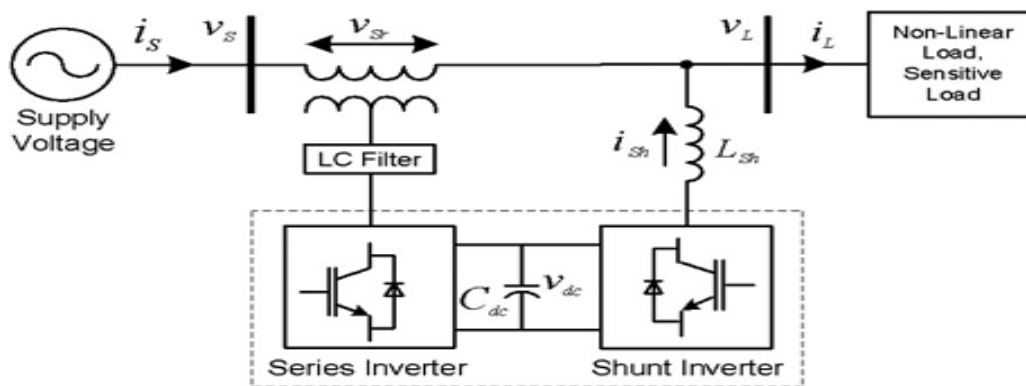 i_S
v_S
v_Sr
v_L
i_L
Non-Linear
Load,
Sensitive
Load
Supply
Voltage
LC Filter
i_Sh
L_Sh
C_dc
v_dc
Series Inverter
Shunt Inverter